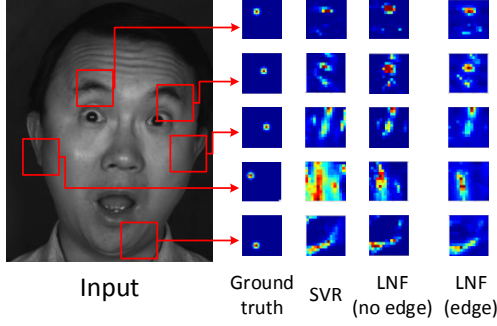 Input
Ground
truth
SVR
LNF
(no edge)
LNF
(edge)